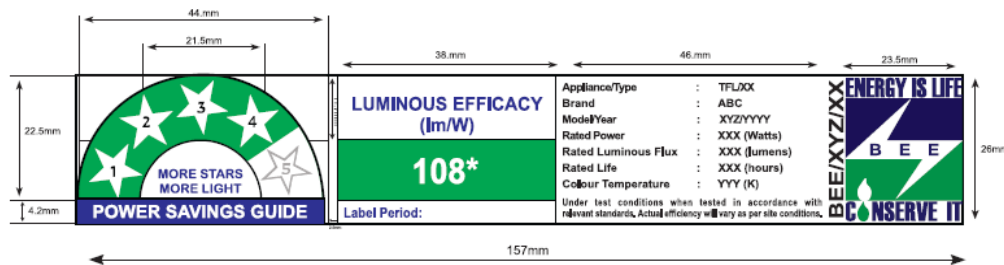 44.mm
21.5mm
38.mm
46.mm
23.5mm
22.5mm
4.2mm
1
2
3
4
5
MORE STARS
MORE LIGHT
POWER SAVINGS GUIDE
LUMINOUS EFFICACY
(lm/W)
108*
Label Period:
Appliance/Type : TFL/XX
Brand : ABC
Model/Year : XYZ/YYYY
Rated Power : XXX (Watts)
Rated Luminous Flux : XXX (lumens)
Rated Life : XXX (hours)
Colour Temperature : YYY (K)
Under test conditions when tested in accordance with
relevant standards. Actual efficiency will vary as per site conditions.
BEE/XYZ/XX
ENERGY IS LIFE
BEE
CONSERVE IT
26mm
157mm